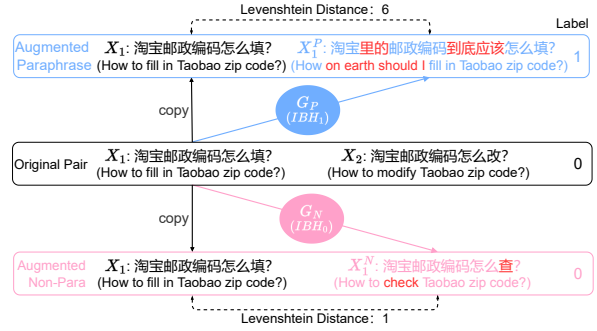 Levenshtein Distance: 6
Label
Augmented Paraphrase
X₁: 淘宝邮政编码怎么填?
(How to fill in Taobao zip code?)
X₁ᴾ: 淘宝里的邮政编码到底应该怎么填?
(How on earth should I fill in Taobao zip code?)
1
copy
G_P
(IBH₁)
Original Pair
X₁: 淘宝邮政编码怎么填?
(How to fill in Taobao zip code?)
X₂: 淘宝邮政编码怎么改?
(How to modify Taobao zip code?)
0
copy
G_N
(IBH₀)
Augmented Non-Para
X₁: 淘宝邮政编码怎么填?
(How to fill in Taobao zip code?)
X₁ᴺ: 淘宝邮政编码怎么查?
(How to check Taobao zip code?)
0
Levenshtein Distance: 1